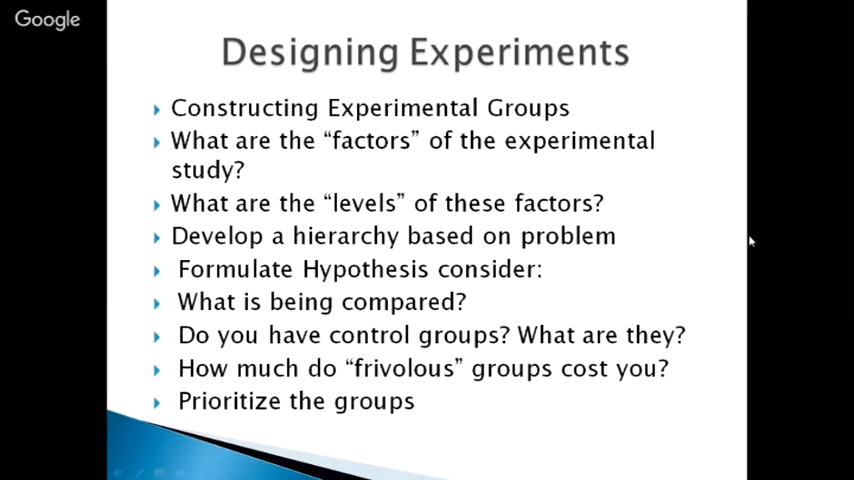 Google
Designing Experiments
Constructing Experimental Groups
What are the “factors” of the experimental
study?
What are the “levels” of these factors?
Develop a hierarchy based on problem
Formulate Hypothesis consider:
What is being compared?
Do you have control groups? What are they?
How much do “frivolous” groups cost you?
Prioritize the groups